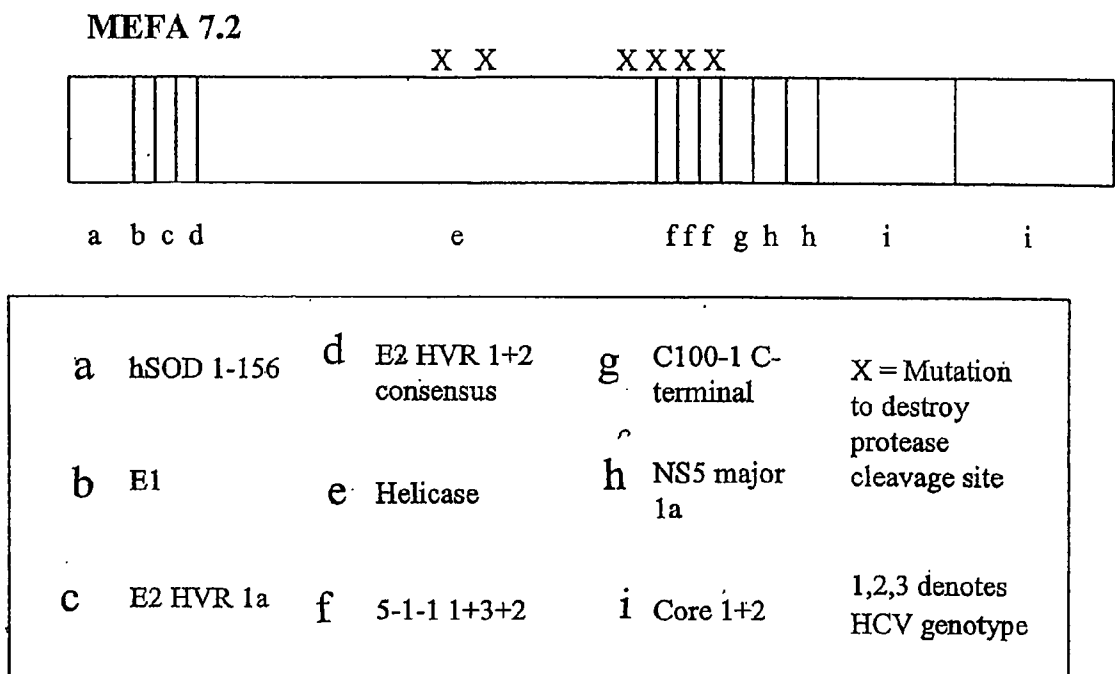 MEFA 7.2
X X X X X X
a b c d e f f f g h h i i
a hSOD 1-156
d E2 HVR 1+2
consensus
g C100-1 C-
terminal
X = Mutation
to destroy
protease
cleavage site
b E1
e Helicase
h NS5 major
1a
c E2 HVR 1a
f 5-1-1 1+3+2
i Core 1+2
1,2,3 denotes
HCV genotype